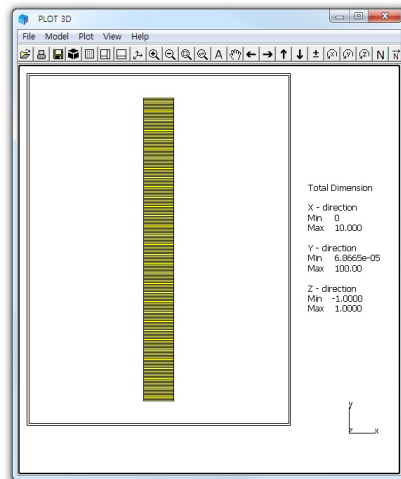 PLOT 3D
File Model Plot View Help
A ± N N
Total Dimension
X - direction
Min 0
Max 10.000
Y - direction
Min 6.8665e-05
Max 100.00
Z - direction
Min -1.0000
Max 1.0000
y
z x